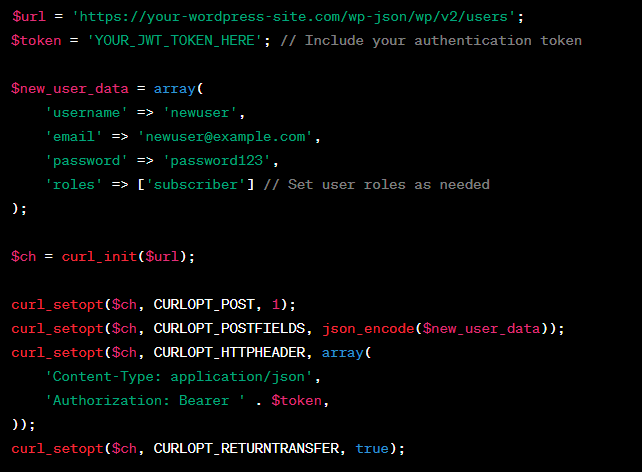 $url = 'https://your-wordpress-site.com/wp-json/wp/v2/users';
$token = 'YOUR_JWT_TOKEN_HERE'; // Include your authentication token
$new_user_data = array(
    'username' => 'newuser',
    'email' => 'newuser@example.com',
    'password' => 'password123',
    'roles' => ['subscriber'] // Set user roles as needed
);
$ch = curl_init($url);
curl_setopt($ch, CURLOPT_POST, 1);
curl_setopt($ch, CURLOPT_POSTFIELDS, json_encode($new_user_data));
curl_setopt($ch, CURLOPT_HTTPHEADER, array(
    'Content-Type: application/json',
    'Authorization: Bearer ' . $token,
));
curl_setopt($ch, CURLOPT_RETURNTRANSFER, true);